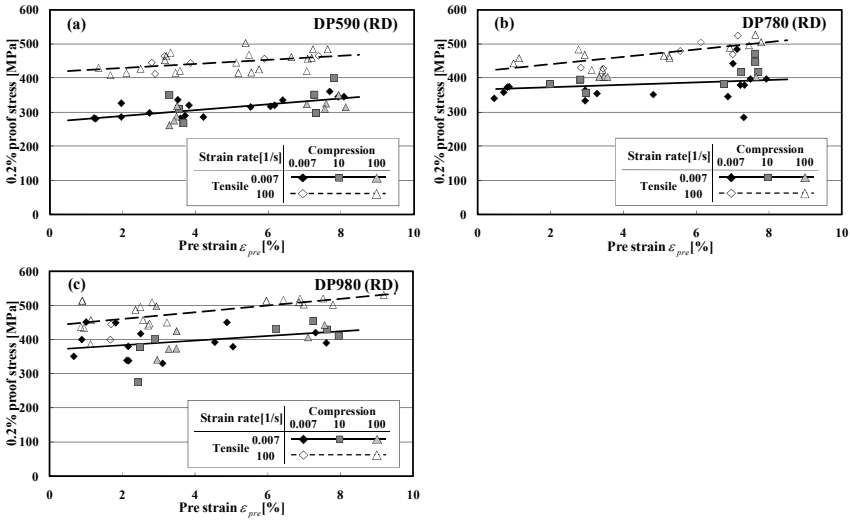 (a) DP590 (RD)
600
500
400
300
200
100
0
0.2% proof stress [MPa]
Strain rate[1/s] Compression
0.007 10 100
Tensile 0.007
100
0 2 4 6 8 10
Pre strain εpre[%]
(b) DP780 (RD)
600
500
400
300
200
100
0
0.2% proof stress [MPa]
Strain rate[1/s] Compression
0.007 10 100
Tensile 0.007
100
0 2 4 6 8 10
Pre strain εpre[%]
(c) DP980 (RD)
600
500
400
300
200
100
0
0.2% proof stress [MPa]
Strain rate[1/s] Compression
0.007 10 100
Tensile 0.007
100
0 2 4 6 8 10
Pre strain εpre[%]